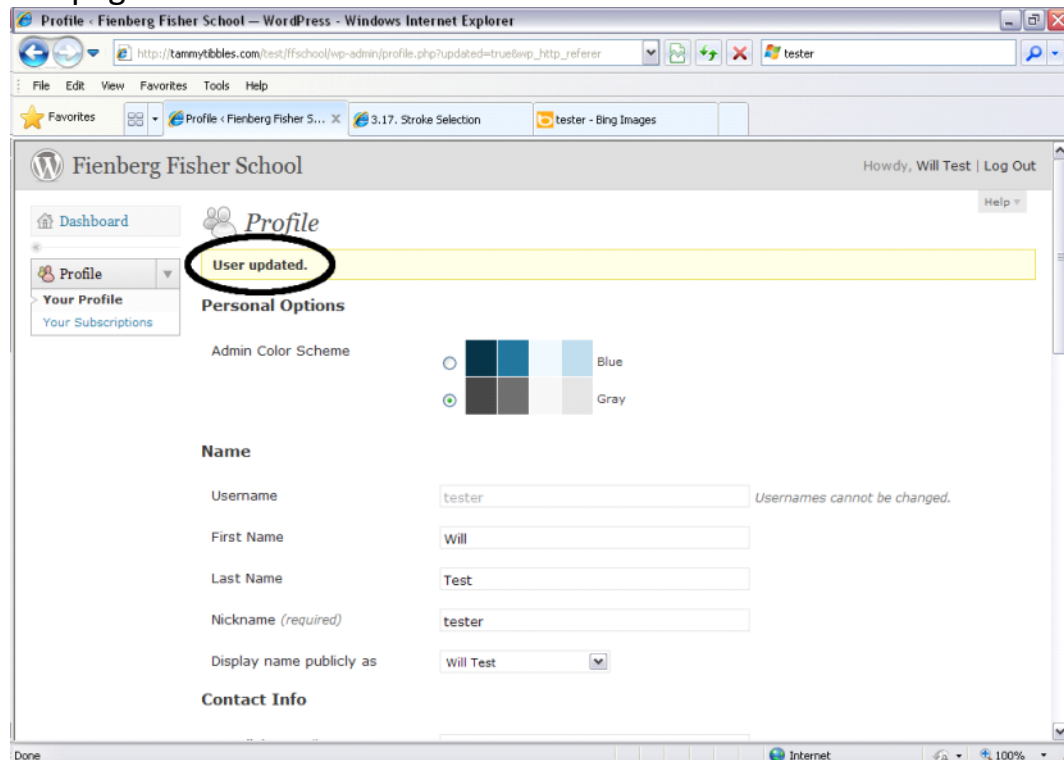 Profile ‹ Fienberg Fisher School — WordPress - Windows Internet Explorer
http://tammytibbles.com/test/ffschool/wp-admin/profile.php?updated=true&wp_http_referer
tester
File Edit View Favorites Tools Help
Favorites
Profile ‹ Fienberg Fisher S...
3.17. Stroke Selection
tester - Bing Images
Fienberg Fisher School
Howdy, Will Test | Log Out
Help
Dashboard
Profile
User updated.
Profile
Your Profile
Your Subscriptions
Personal Options
Admin Color Scheme
Blue
Gray
Name
Username tester Usernames cannot be changed.
First Name Will
Last Name Test
Nickname (required) tester
Display name publicly as Will Test
Contact Info
Done Internet 100%